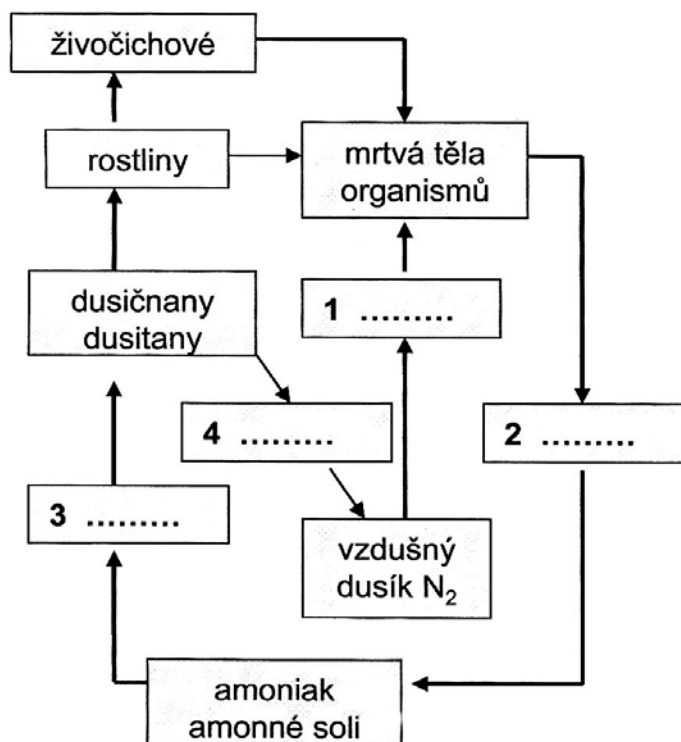 živočichové
rostliny
mrtvá těla
organismů
dusičnany
dusitany
1 .........
4 .........
2 .........
3 .........
vzdušný
dusík N₂
amoniak
amonné soli